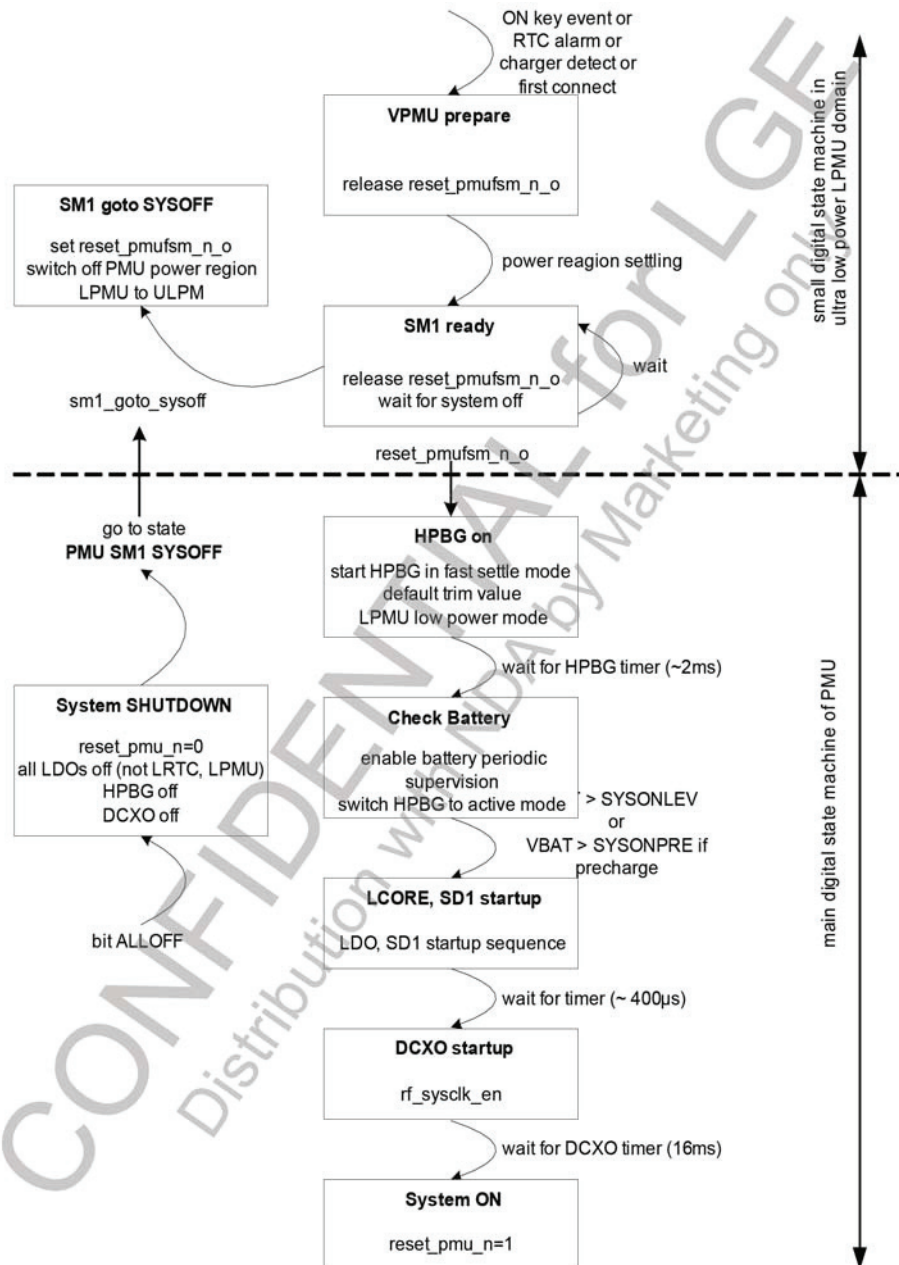 ON key event or
RTC alarm or
charger detect or
first connect
VPMU prepare
release reset_pmufsm_n_o
SM1 goto SYSOFF
set reset_pmufsm_n_o
switch off PMU power region
LPMU to ULPM
power reagion settling
SM1 ready
release reset_pmufsm_n_o
wait for system off
wait
sm1_goto_sysoff
reset_pmufsm_n_o
small digital state machine in
ultra low power LPMU domain
go to state
PMU SM1 SYSOFF
HPBG on
start HPBG in fast settle mode
default trim value
LPMU low power mode
wait for HPBG timer (~2ms)
System SHUTDOWN
reset_pmu_n=0
all LDOs off (not LRTC, LPMU)
HPBG off
DCXO off
Check Battery
enable battery periodic
supervision
switch HPBG to active mode
> SYSONLEV
or
VBAT > SYSONPRE if
precharge
bit ALLOFF
LCORE, SD1 startup
LDO, SD1 startup sequence
wait for timer (~ 400µs)
DCXO startup
rf_sysclk_en
wait for DCXO timer (16ms)
System ON
reset_pmu_n=1
main digital state machine of PMU
CONFIDENTIAL for LGE
Distribution with NDA by Marketing only